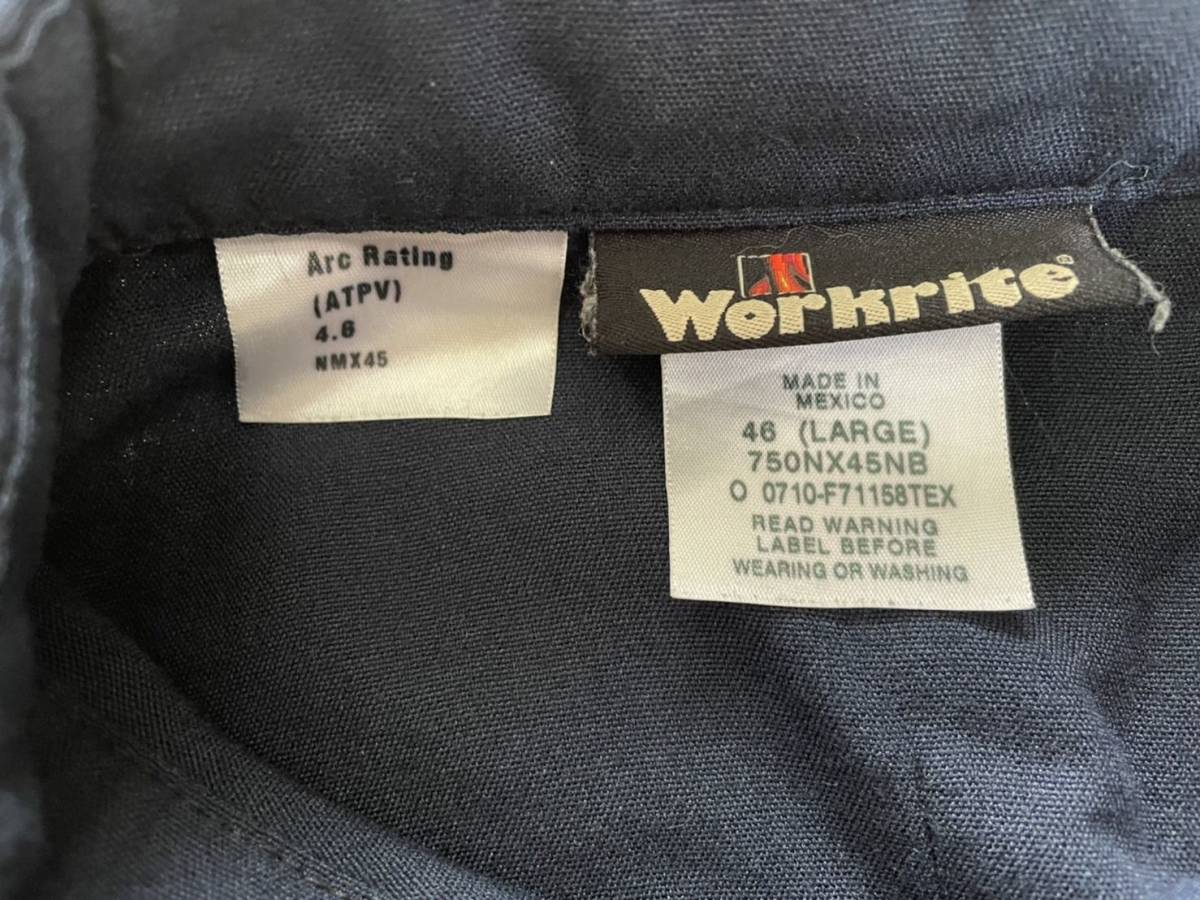 Arc Rating
(ATPV)
4.6
NMX45
Workrite®
MADE IN
MEXICO
46 (LARGE)
750NX45NB
O 0710-F71158TEX
READ WARNING
LABEL BEFORE
WEARING OR WASHING